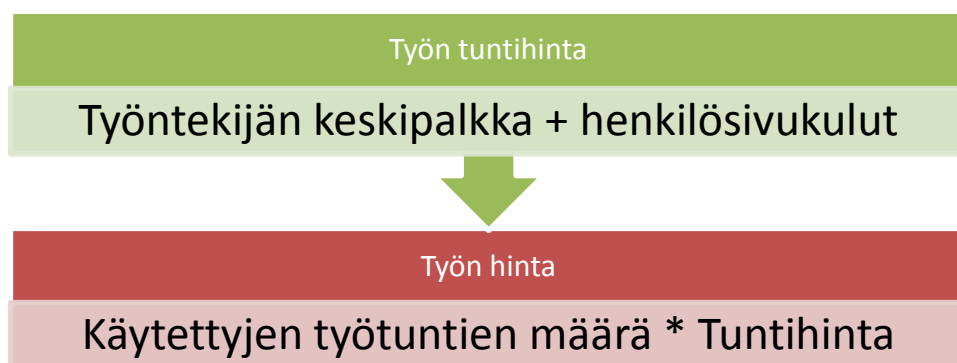 Työn tuntihinta
Työntekijän keskipalkka + henkilösivukulut
Työn hinta
Käytettyjen työtuntien määrä * Tuntihinta